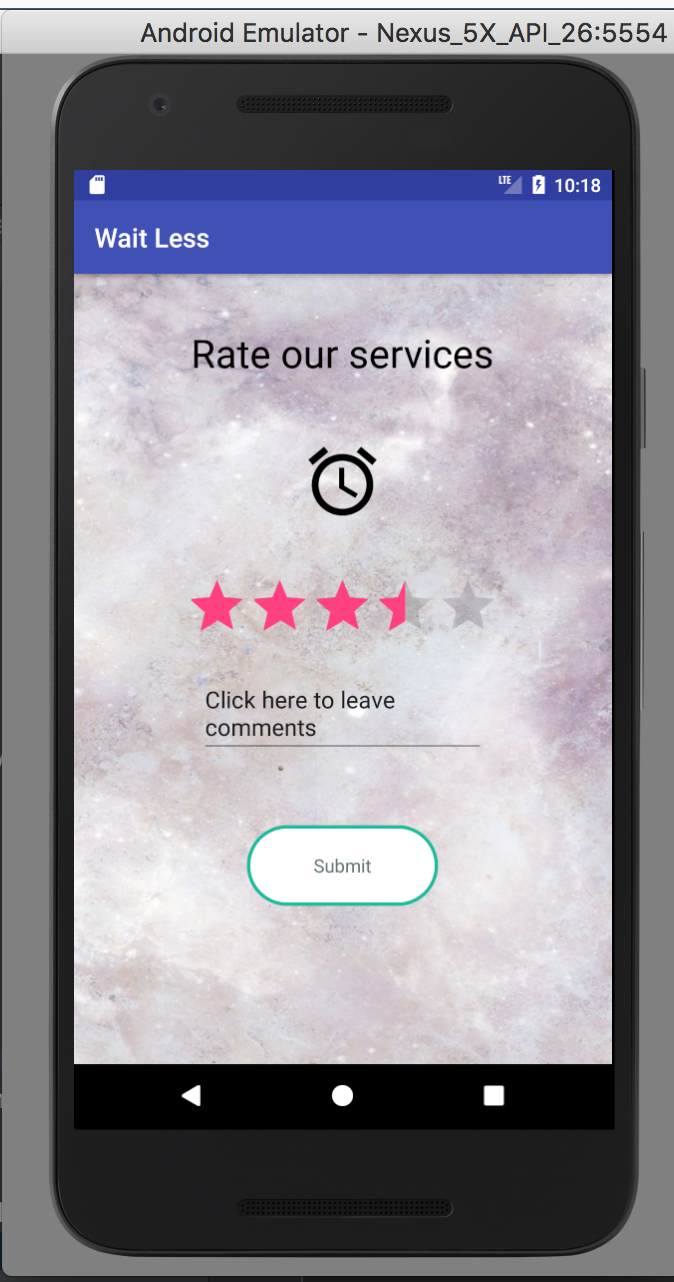 Android Emulator - Nexus_5X_API_26:5554
LTE 10:18
Wait Less
Rate our services
Click here to leave
comments
Submit